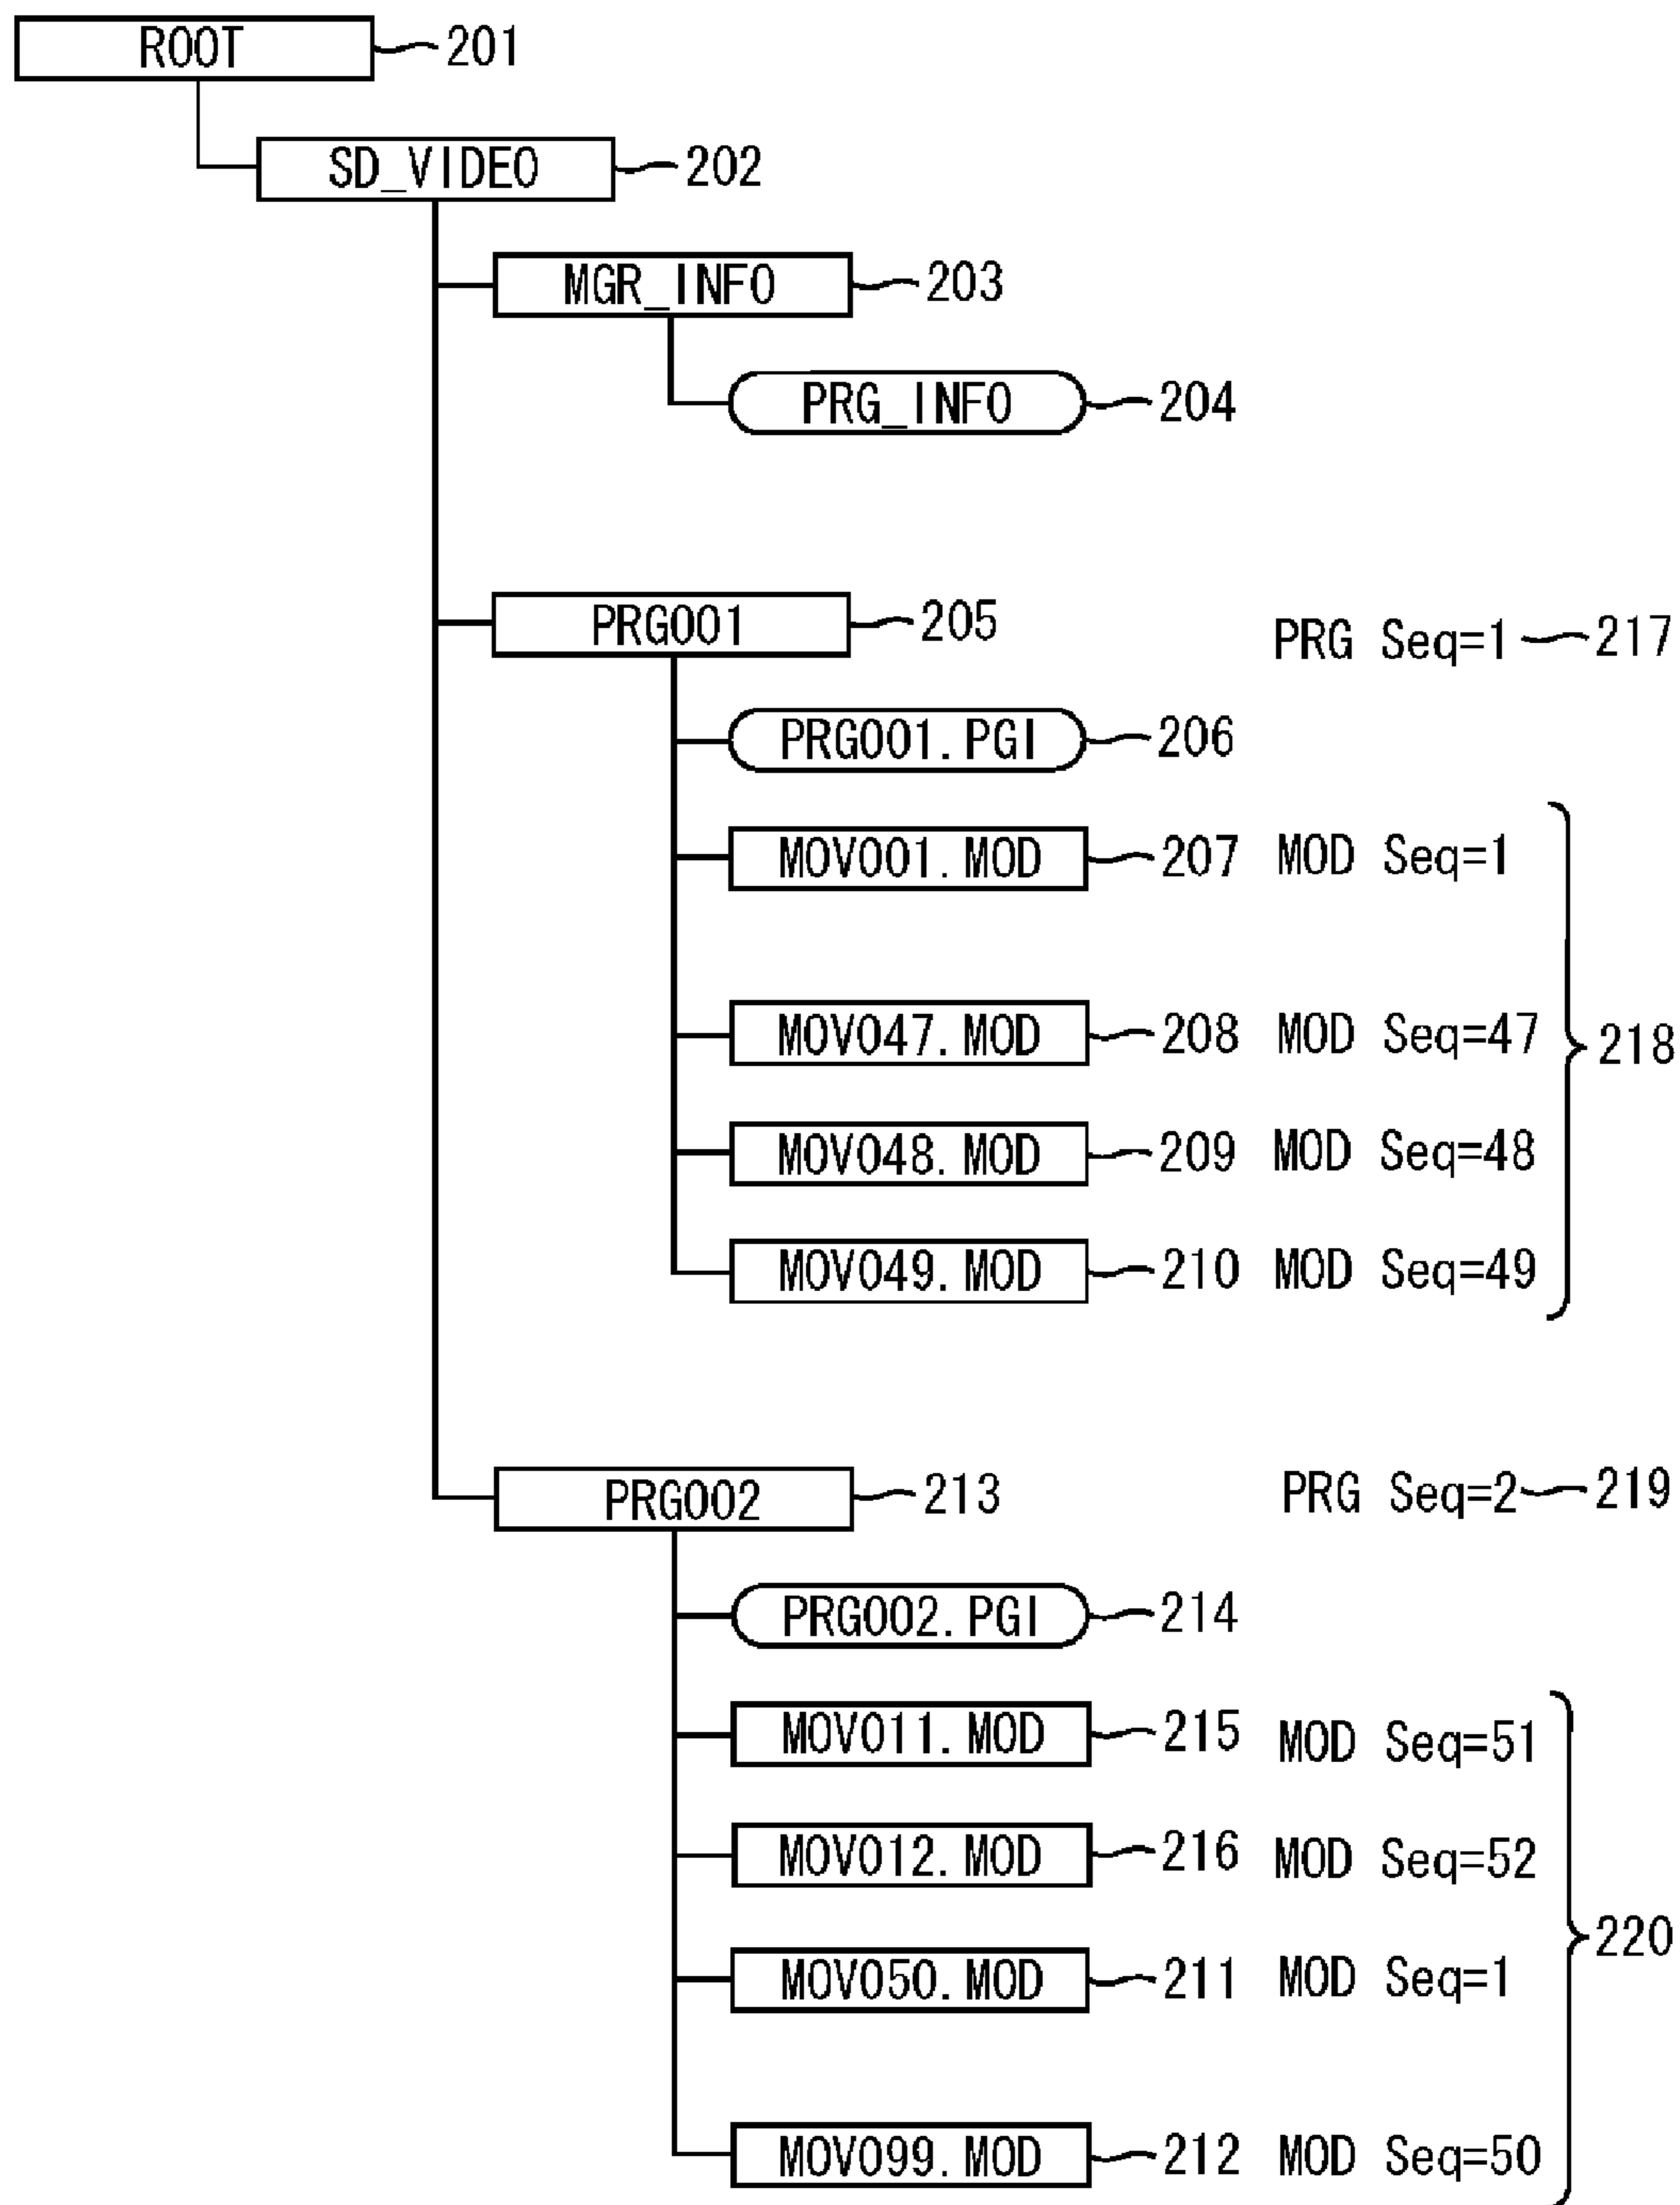 ROOT 201
SD_VIDEO 202
MGR_INFO 203
PRG_INFO 204
PRG001 205 PRG Seq=1 217
PRG001.PGI 206
MOV001.MOD 207 MOD Seq=1
MOV047.MOD 208 MOD Seq=47
218
MOV048.MOD 209 MOD Seq=48
MOV049.MOD 210 MOD Seq=49
PRG002 213 PRG Seq=2 219
PRG002.PGI 214
MOV011.MOD 215 MOD Seq=51
MOV012.MOD 216 MOD Seq=52
220
MOV050.MOD 211 MOD Seq=1
MOV099.MOD 212 MOD Seq=50